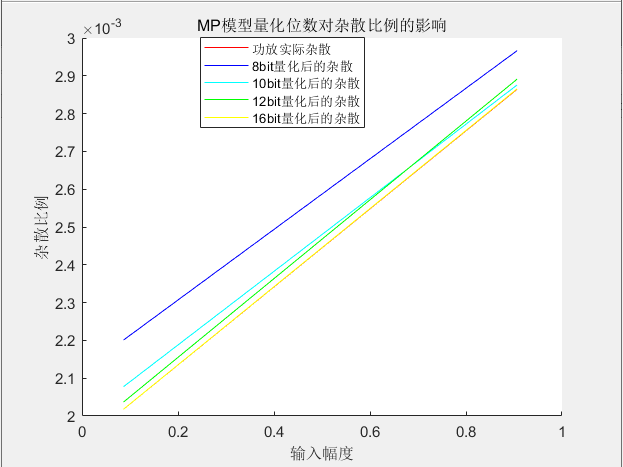 MP模型量化位数对杂散比例的影响
×10-3
功放实际杂散
8bit量化后的杂散
10bit量化后的杂散
12bit量化后的杂散
16bit量化后的杂散
3
2.9
2.8
2.7
2.6
2.5
2.4
2.3
2.2
2.1
2
杂散比例
0
0.2
0.4
0.6
0.8
1
输入幅度